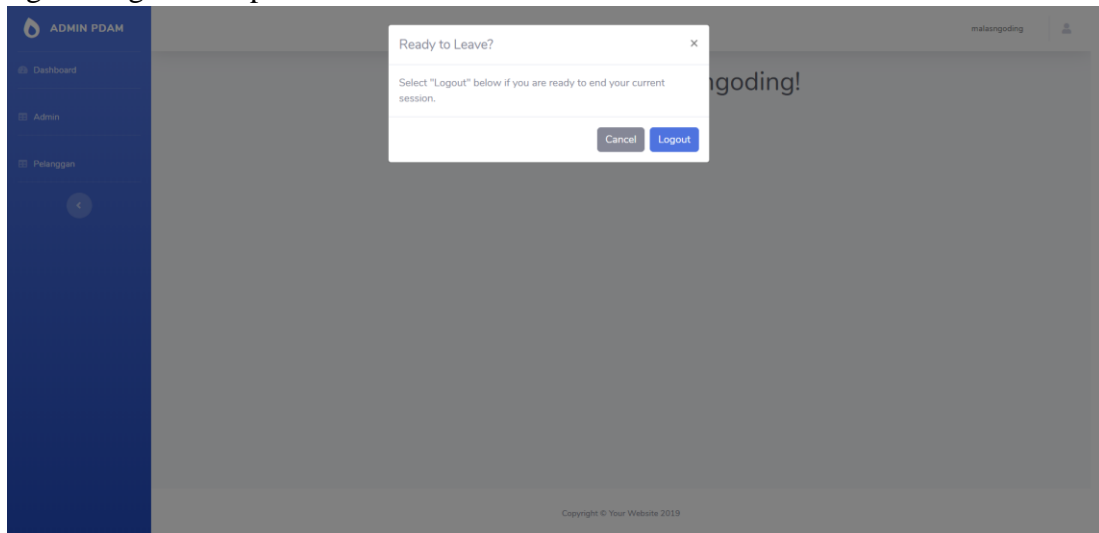 ADMIN PDAM
malasngoding
Dashboard
Admin
Pelanggan
Ready to Leave?
×
ngoding!
Select "Logout" below if you are ready to end your current
session.
Cancel
Logout
Copyright © Your Website 2019